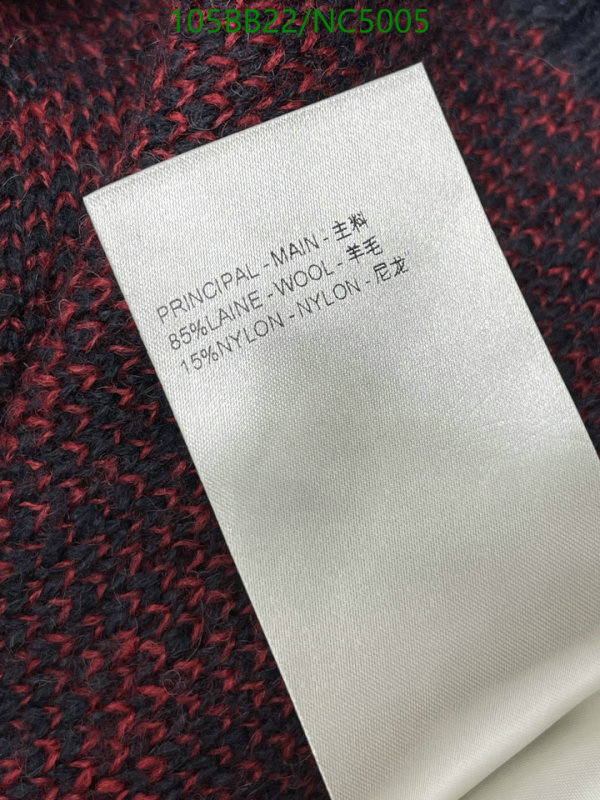 105BB22/NC5005
PRINCIPAL - MAIN - 主料
85%LAINE - WOOL - 羊毛
15%NYLON - NYLON - 尼龙